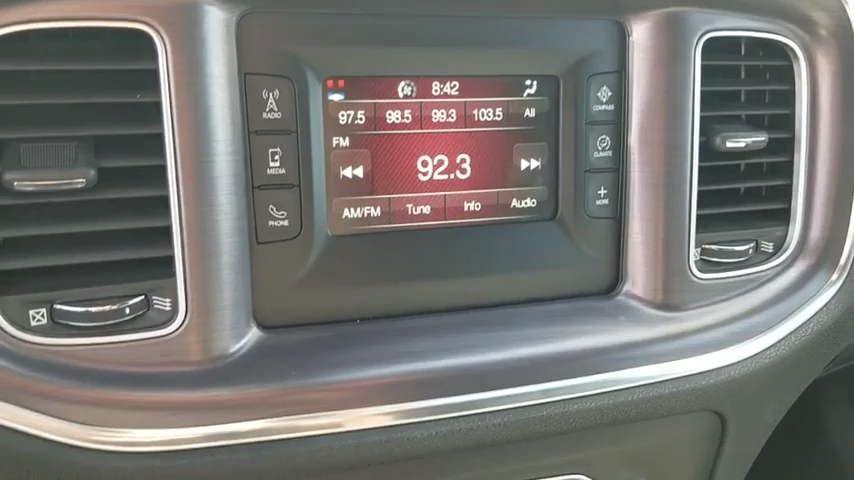 8:42
97.5 98.5 99.3 103.5 All
FM
92.3
AM/FM Tune Info Audio
RADIO
MEDIA
PHONE
COMPASS
CLIMATE
MORE